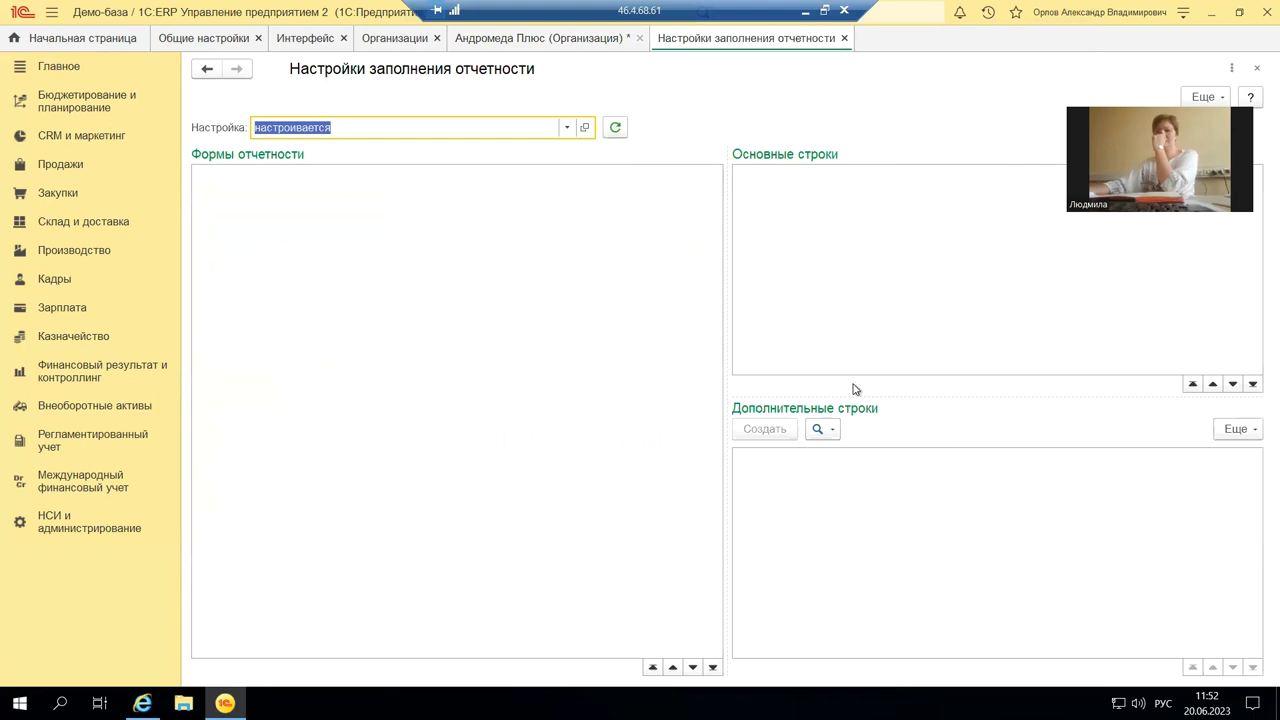 Демо-база / 1С:ERP Управление предприятием 2 (1С:Предприяти
46.4.68.61
Орлов Александр Владимирович
Начальная страница
Общие настройки
Интерфейс
Организации
Андромеда Плюс (Организация) *
Настройки заполнения отчетности
Главное
Бюджетирование и
планирование
CRM и маркетинг
Продажи
Закупки
Склад и доставка
Производство
Кадры
Зарплата
Казначейство
Финансовый результат и
контроллинг
Внеоборотные активы
Регламентированный
учет
Международный
финансовый учет
НСИ и
администрирование
Настройки заполнения отчетности
Еще
?
Настройка:
настроивается
Формы отчетности
Основные строки
Людмила
Дополнительные строки
Создать
Еще
РУС
11:52
20.06.2023